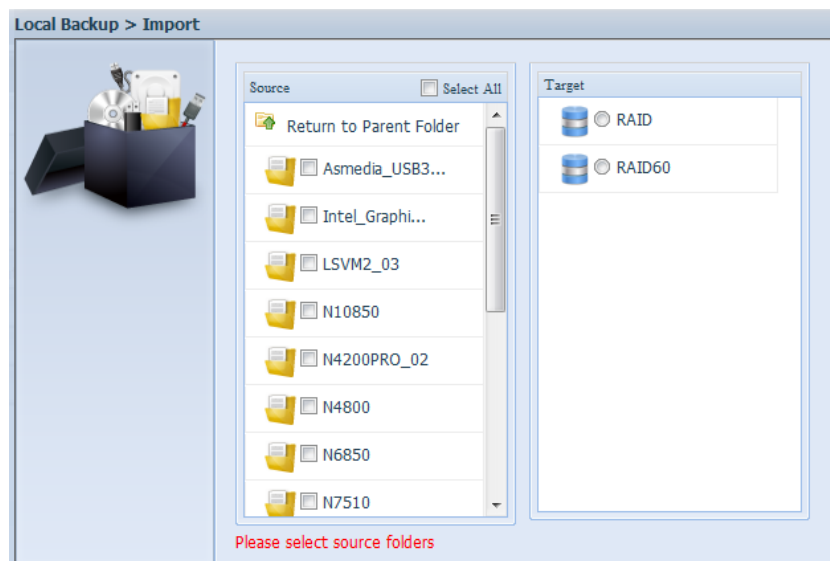 Local Backup > Import
Source
Select All
Return to Parent Folder
Asmedia_USB3...
Intel_Graphi...
LSVM2_03
N10850
N4200PRO_02
N4800
N6850
N7510
Target
RAID
RAID60
Please select source folders